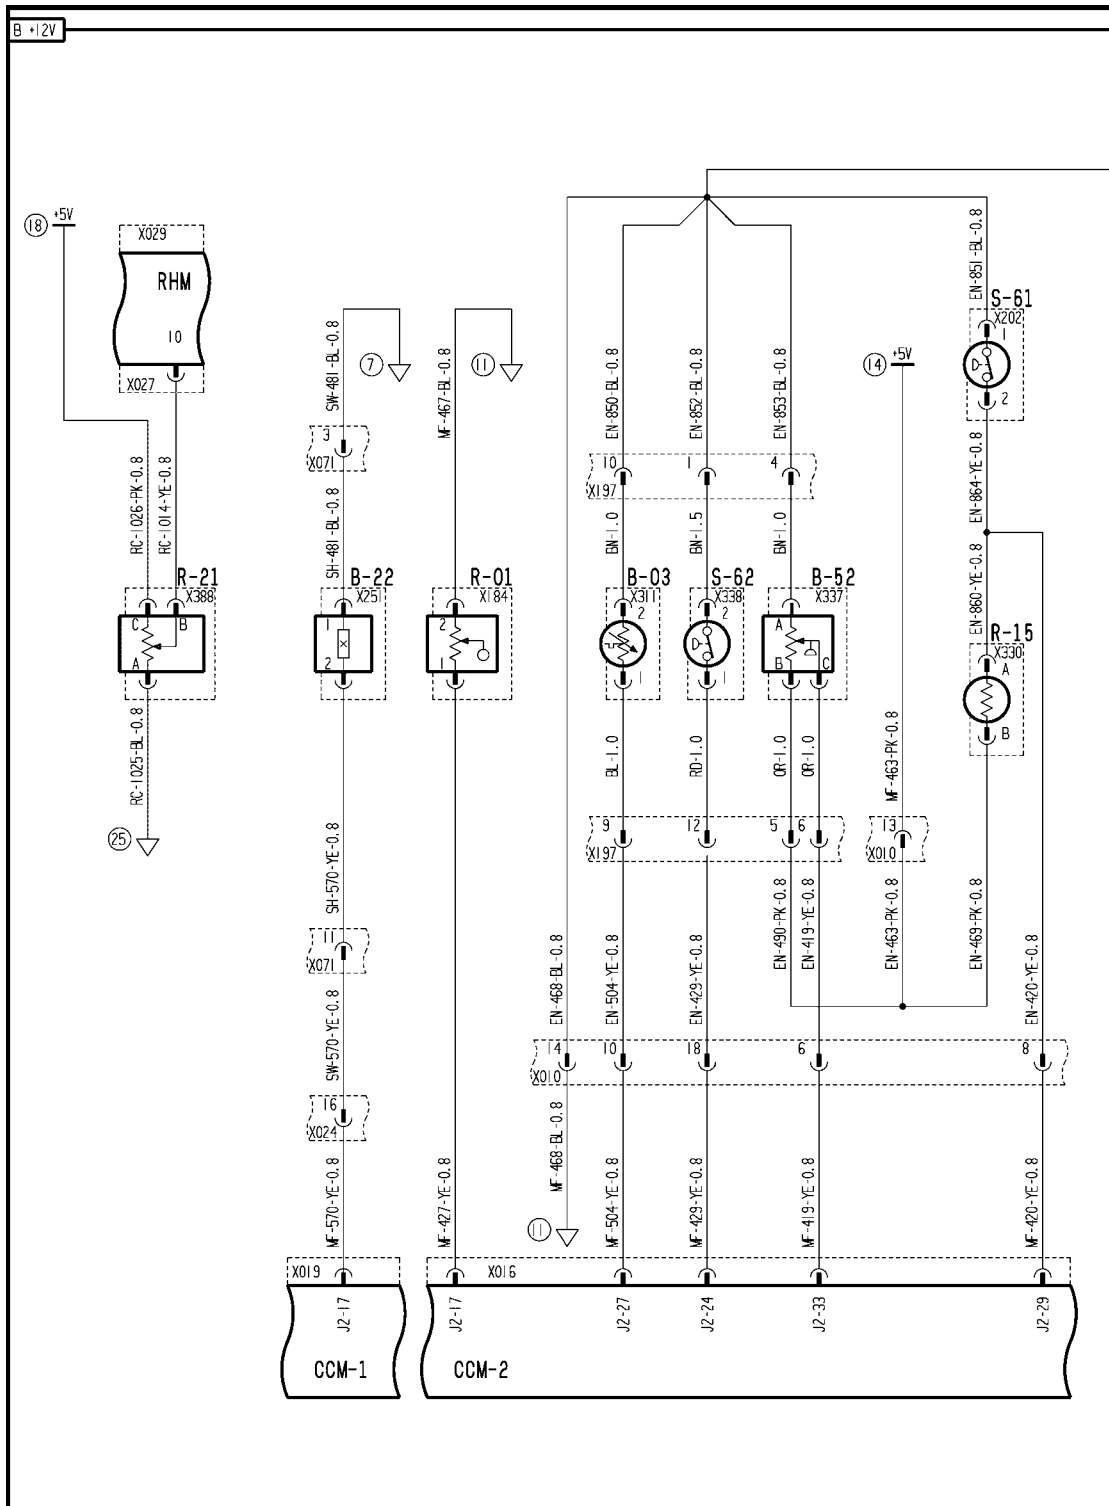 B +12V
18
+5V
X029
RHM
10
X027
RC-1026-PK-0.8
RC-1014-YE-0.8
R-21
X388
C
B
A
RC-1025-BL-0.8
25
SW-481-BL-0.8
7
3
X071
SH-481-BL-0.8
B-22
X251
1
2
SH-570-YE-0.8
11
X071
SW-570-YE-0.8
16
X024
MF-570-YE-0.8
X019
J2-17
CCM-1
MF-467-BL-0.8
11
R-01
X184
2
1
MF-427-YE-0.8
X016
J2-17
CCM-2
EN-850-BL-0.8
EN-852-BL-0.8
EN-853-BL-0.8
10
1
4
X197
BN-1.0
BN-1.5
BN-1.0
B-03
X311
2
1
S-62
X338
2
1
B-52
X337
A
B
C
BL-1.0
RD-1.0
OR-1.0
OR-1.0
9
12
5
6
X197
EN-468-BL-0.8
EN-504-YE-0.8
EN-429-YE-0.8
EN-490-PK-0.8
EN-419-YE-0.8
14
10
18
6
8
X010
MF-468-BL-0.8
11
MF-504-YE-0.8
MF-429-YE-0.8
MF-419-YE-0.8
MF-420-YE-0.8
J2-27
J2-24
J2-33
J2-29
14
+5V
MF-463-PK-0.8
13
X010
EN-463-PK-0.8
EN-851-BL-0.8
S-61
X202
1
2
EN-864-YE-0.8
EN-860-YE-0.8
R-15
X330
A
B
EN-469-PK-0.8
EN-420-YE-0.8